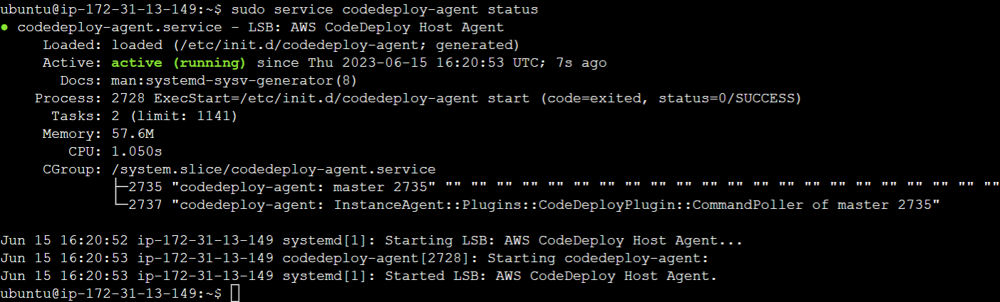 ubuntu@ip-172-31-13-149:~$ sudo service codedeploy-agent status
● codedeploy-agent.service - LSB: AWS CodeDeploy Host Agent
     Loaded: loaded (/etc/init.d/codedeploy-agent; generated)
     Active: active (running) since Thu 2023-06-15 16:20:53 UTC; 7s ago
       Docs: man:systemd-sysv-generator(8)
    Process: 2728 ExecStart=/etc/init.d/codedeploy-agent start (code=exited, status=0/SUCCESS)
      Tasks: 2 (limit: 1141)
     Memory: 57.6M
        CPU: 1.050s
     CGroup: /system.slice/codedeploy-agent.service
             ├─2735 "codedeploy-agent: master 2735" "" "" "" "" "" "" "" "" "" "" "" "" "" "" "" "" "" "" "" "" "" ""
             └─2737 "codedeploy-agent: InstanceAgent::Plugins::CodeDeployPlugin::CommandPoller of master 2735"

Jun 15 16:20:52 ip-172-31-13-149 systemd[1]: Starting LSB: AWS CodeDeploy Host Agent...
Jun 15 16:20:53 ip-172-31-13-149 codedeploy-agent[2728]: Starting codedeploy-agent:
Jun 15 16:20:53 ip-172-31-13-149 systemd[1]: Started LSB: AWS CodeDeploy Host Agent.
ubuntu@ip-172-31-13-149:~$